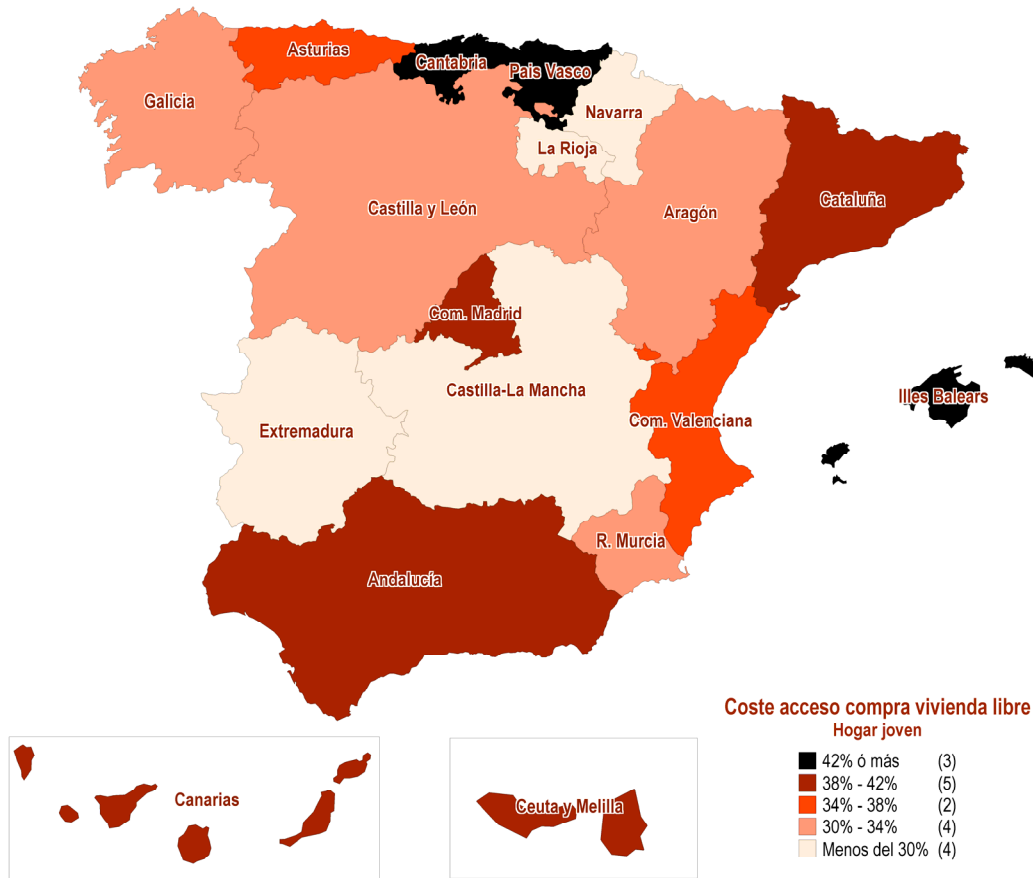 Asturias
Cantabria
Pais Vasco
Galicia
Navarra
La Rioja
Castilla y León
Aragón
Cataluña
Com. Madrid
Castilla-La Mancha
Illes Balears
Com. Valenciana
Extremadura
R. Murcia
Andalucía
Canarias
Ceuta y Melilla
Coste acceso compra vivienda libre
Hogar joven
42% ó más (3)
38% - 42% (5)
34% - 38% (2)
30% - 34% (4)
Menos del 30% (4)